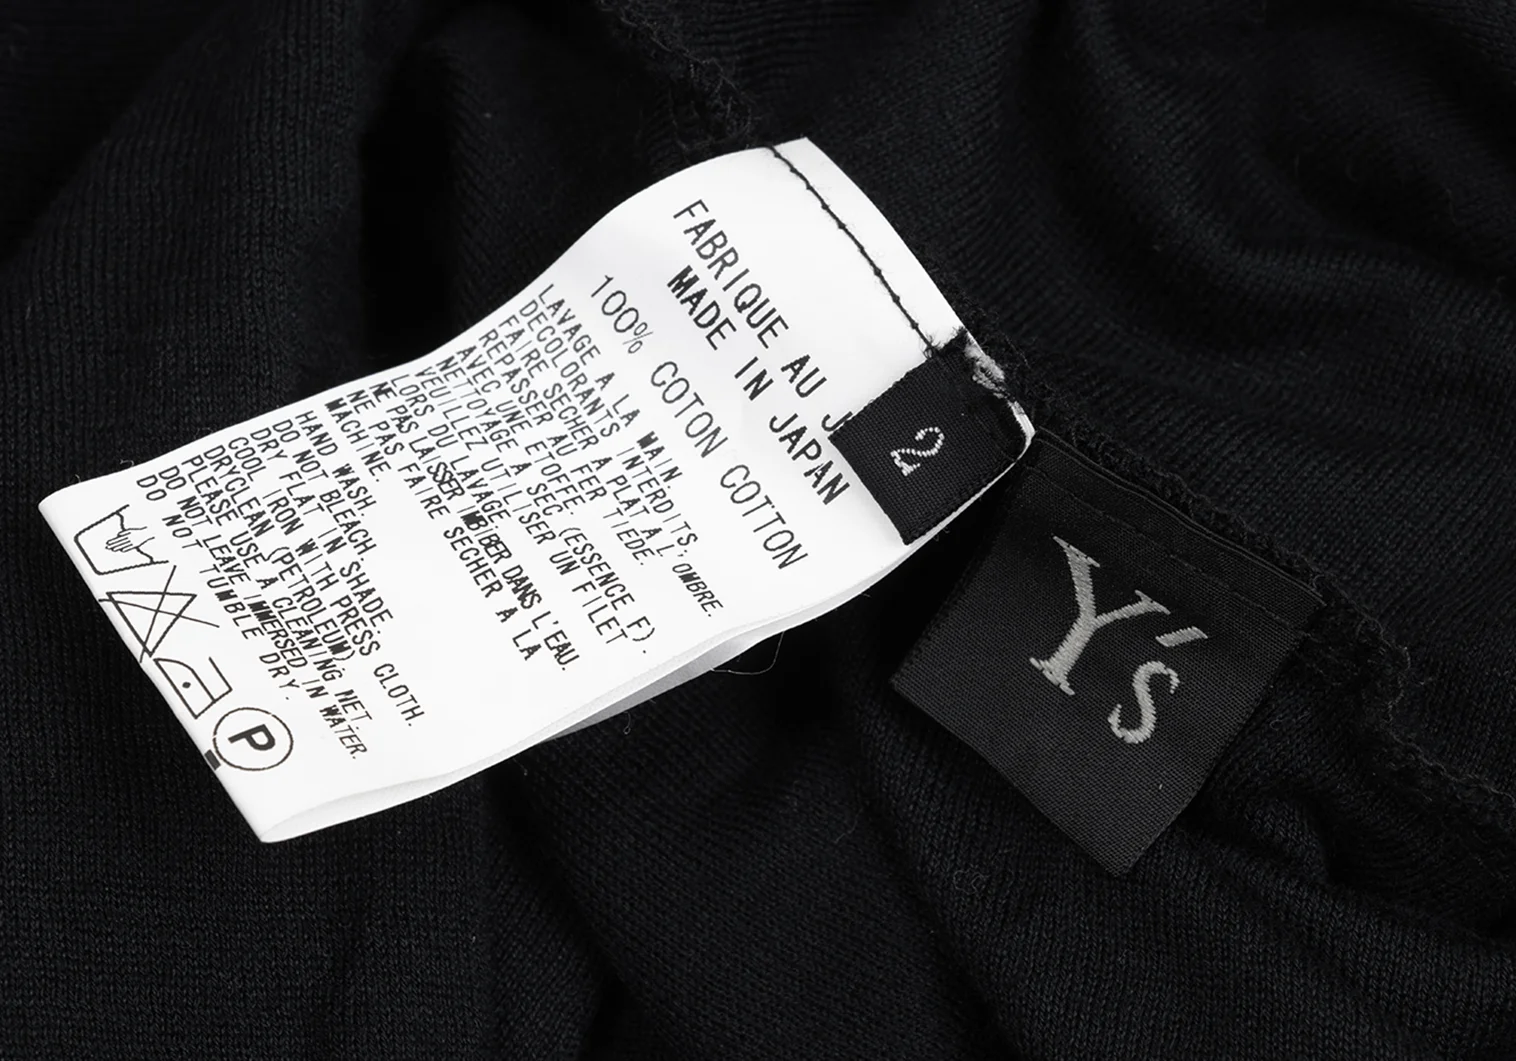 FABRIQUE AU J
MADE IN JAPAN
100% COTON COTTON
LAVAGE A LA MAIN.
DECOLORANTS INTERDITS,
FAIRE SECHER A PLAT A L'OMBRE.
REPASSER AU FER TIEDE.
AVEC UNE ETOFFE.
NETTOYAGE A SEC. (ESSENCE F).
VEUILLEZ UTILISER UN FILET
LORS DU LAVAGE.
NE PAS LAISSER IMBIBER DANS L'EAU.
NE PAS FAIRE SECHER A LA
MACHINE.
HAND WASH.
DO NOT BLEACH.
DRY FLAT IN SHADE.
COOL IRON WITH PRESS CLOTH.
DRYCLEAN (PETROLEUM).
PLEASE USE A CLEANING NET.
DO NOT LEAVE IMMERSED IN WATER.
DO NOT TUMBLE DRY.
P
2
Y's